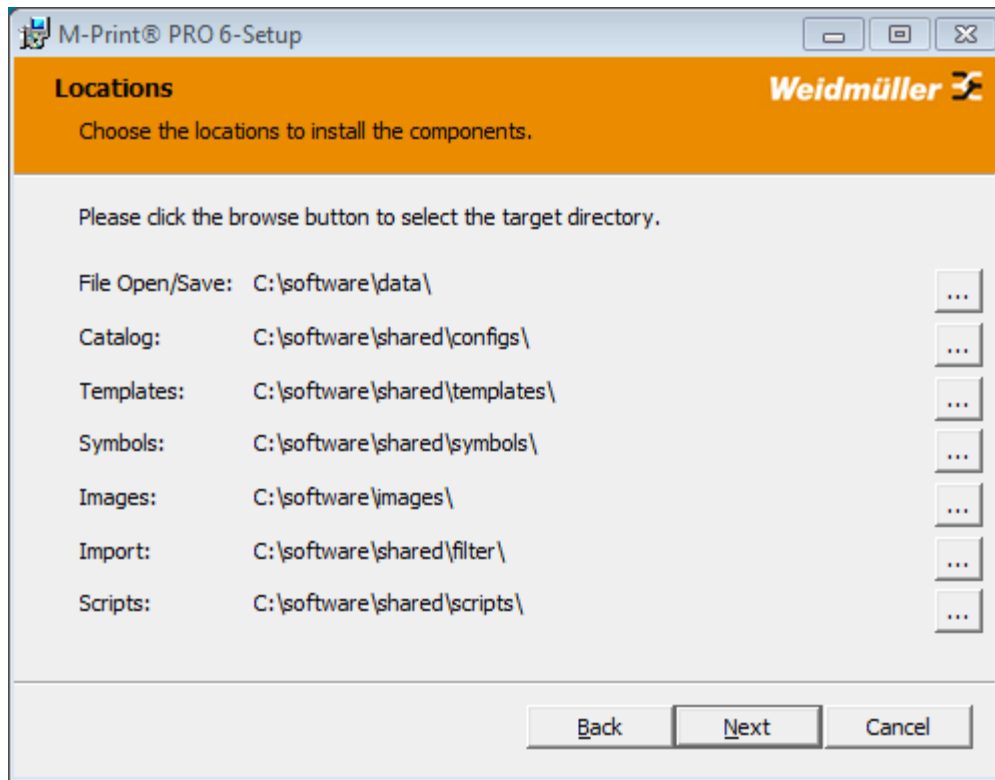 M-Print® PRO 6-Setup
Locations
Weidmüller
Choose the locations to install the components.
Please click the browse button to select the target directory.
File Open/Save: C:\software\data\ ...
Catalog: C:\software\shared\configs\ ...
Templates: C:\software\shared\templates\ ...
Symbols: C:\software\shared\symbols\ ...
Images: C:\software\images\ ...
Import: C:\software\shared\filter\ ...
Scripts: C:\software\shared\scripts\ ...
Back Next Cancel